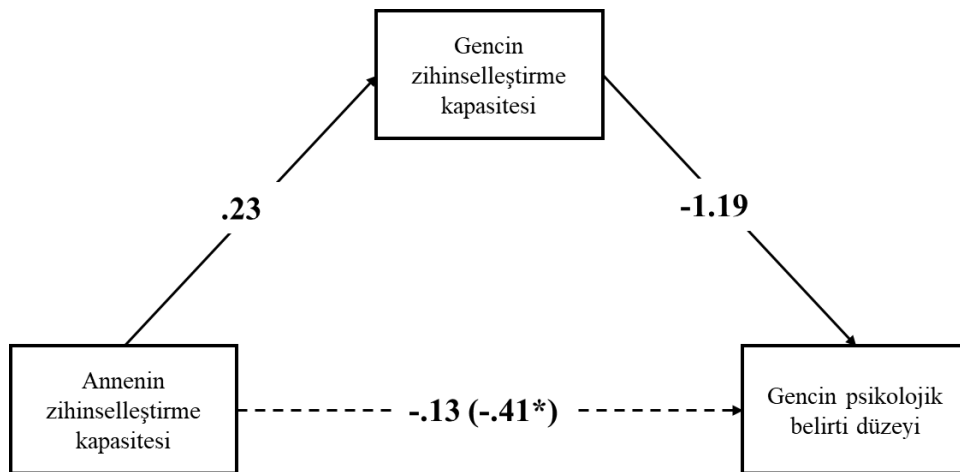 Gencin
zihinselleştirme
kapasitesi
.23
-1.19
Annenin
zihinselleştirme
kapasitesi
-.13 (-.41*)
Gencin psikolojik
belirti düzeyi